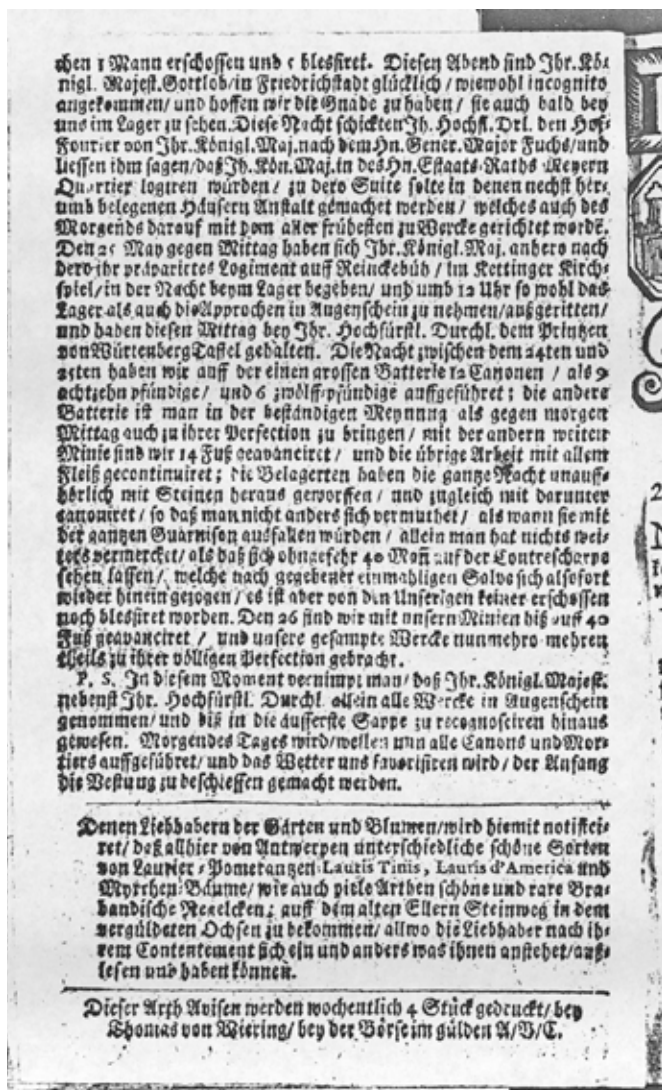 chen 1 Mann erschossen und c blessiret. Diesen Abend sind Ihr. Kö-
nigl. Majest. Gottlob/in Friedrichstadt glücklich / wiewohl incognito
angekommen/ und hoffen wir die Gnade zu haben / sie auch bald bey
uns im Lager zu sehen. Diese Nacht schickten Ih. Hochfl. Drl. den Hof-
Fourier von Ihr. Königl. Maj. nach dem Hn. Gener. Major Fuchs/und
liessen ihm sagen/daß Ih. Kön. Maj. in des Hn. Estaats-Raths Meyern
Quartier logiren würden / zu dero Suite solte in denen nechst her-
umb belegenen Häusern Anstalt gemachet werden / welches auch des
Morgends darauf mit dem aller frühesten zu Wercke gerichtet wordē.
Den 25 May gegen Mittag haben sich Ihr. Königl. Maj. anhero nach
dero ihr präparirtes Logiment auff Reinckebüh / im Kettinger Kirch-
spiel/in der Nacht beym Lager begeben/ und umb 12 Uhr so wohl das
Lager als auch die Approchen in Augenschein zu nehmen/außgeritten/
und haben diesen Mittag bey Ihr. Hochfürstl. Durchl. dem Printzen
von Würtenberg Taffel gehalten. Die Nacht zwischen dem 24ten und
25ten haben wir auff der einen grossen Batterie 12 Canonen / als 9
achtzehn pfündige / und 6 zwölff-pfündige auffgeführet; die andere
Batterie ist man in der beständigen Meynung als gegen morgen
Mittag auch zu ihrer Perfection zu bringen / mit der andern weiten
Minie sind wir 14 Fuß geavanciret / und die übrige Arbeit mit allem
Fleiß gecontinuiret; die Belagerten haben die gantze Nacht unauff-
hörlich mit Steinen heraus geworffen / und zugleich mit darunter
canoniret / so daß man nicht anders sich vermuthet / als wann sie mit
der gantzen Guarnison ausfallen würden / allein man hat nichts wei-
ters vermercket/ als daß sich ohngefehr 40 Mañ auf der Contrescharpe
sehen lassen / welche nach gegebener einmahligen Salve sich alsofort
wieder hinein gezogen / es ist aber von den Unserigen keiner erschossen
noch blessiret worden. Den 26 sind wir mit unsern Minien biß auff 40
Fuß geavanciret / und unsere gesampte Wercke nunmehro mehren
theils zu ihrer völligen Perfection gebracht.
P. S. In diesem Moment vernimpt man/ daß Ihr. Königl. Majest.
nebenst Ihr. Hochfürstl. Durchl. allein alle Wercke in Augenschein
genommen/ und biß in die äusserste Sappe zu recognosciren hinaus
gewesen. Morgendes Tages wird/weilen nun alle Canons und Mor-
tiers auffgeführet/ und das Wetter uns favorisiren wird / der Anfang
die Vestung zu beschiessen gemacht werden.
Denen Liebhabern der Gärten und Blumen/wird hiemit notificie-
ret/ daß allhier von Antwerpen unterschiedliche schöne Sorten
von Laurier-Pomerantzen Lauris Tinis, Lauris d'America und
Myrrhen-Bäume/ wie auch viele Arthen schöne und rare Bra-
bandische Negelcken; auff dem alten Ellern Steinweg in dem
vergüldeten Ochsen zu bekommen/ allwo die Liebhaber nach ih-
rem Contentement sich ein und anders was ihnen anstehet/auß-
lesen und haben können.
Dieser Arth Avisen werden wochentlich 4 Stück gedruckt/ bey
Thomas von Wiering/ bey der Börse im gülden A/B/C.